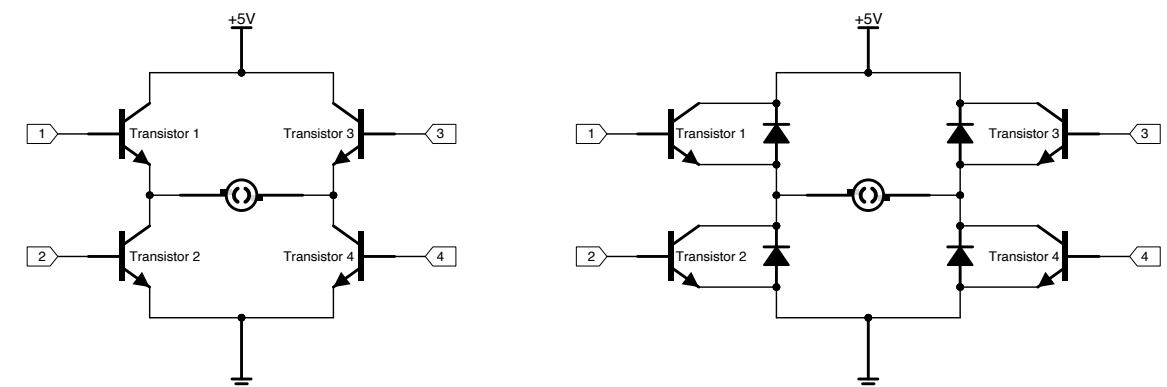 +5V
1
Transistor 1
Transistor 3
3
2
Transistor 2
Transistor 4
4
+5V
1
Transistor 1
Transistor 3
3
2
Transistor 2
Transistor 4
4